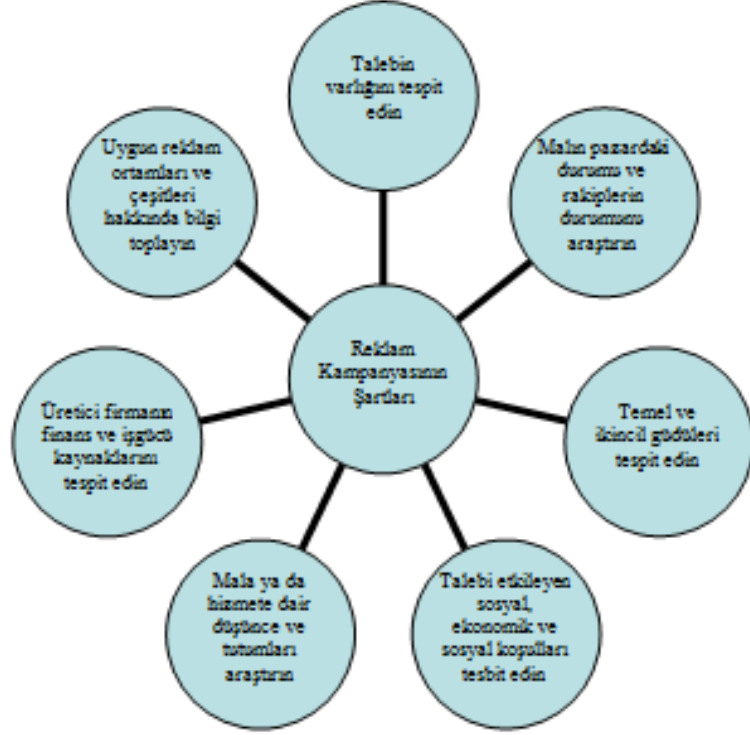 Talebin
varlığını tespit
edin
Uygun reklam
ortamları ve
çeşitleri
hakkında bilgi
toplayın
Malın pazardaki
durumu ve
rakiplerin
durumunu
araştırın
Reklam
Kampanyasının
Şartları
Üretici firmanın
finans ve işgücü
kaynaklarını
tespit edin
Temel ve
ikincil güdüleri
tespit edin
Mala ya da
hizmete dair
düşünce ve
tutumları
araştırın
Talebi etkileyen
sosyal,
ekonomik ve
sosyal koşulları
tesbit edin